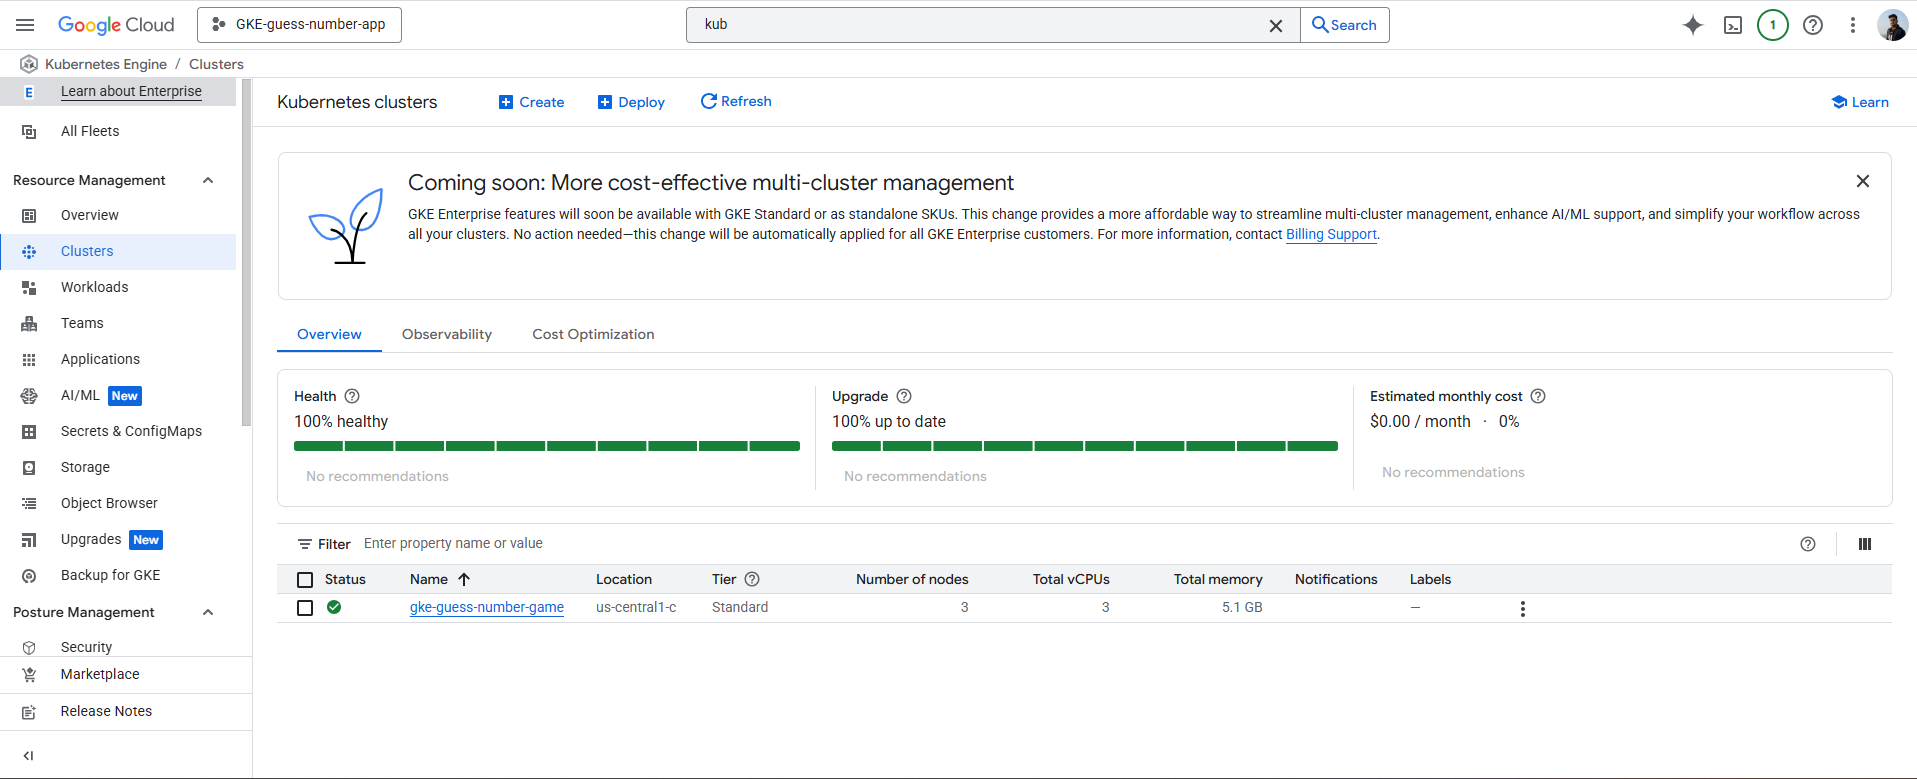 Google Cloud
GKE-guess-number-app
kub
Search
1
Kubernetes Engine / Clusters
E Learn about Enterprise
All Fleets
Resource Management
Overview
Clusters
Workloads
Teams
Applications
AI/ML New
Secrets & ConfigMaps
Storage
Object Browser
Upgrades New
Backup for GKE
Posture Management
Security
Marketplace
Release Notes
Kubernetes clusters
Create
Deploy
Refresh
Learn
Coming soon: More cost-effective multi-cluster management
GKE Enterprise features will soon be available with GKE Standard or as standalone SKUs. This change provides a more affordable way to streamline multi-cluster management, enhance AI/ML support, and simplify your workflow across
all your clusters. No action needed—this change will be automatically applied for all GKE Enterprise customers. For more information, contact Billing Support.
Overview Observability Cost Optimization
Health
100% healthy
No recommendations
Upgrade
100% up to date
No recommendations
Estimated monthly cost
$0.00 / month · 0%
No recommendations
Filter Enter property name or value
Status Name Location Tier Number of nodes Total vCPUs Total memory Notifications Labels
gke-guess-number-game us-central1-c Standard 3 3 5.1 GB —